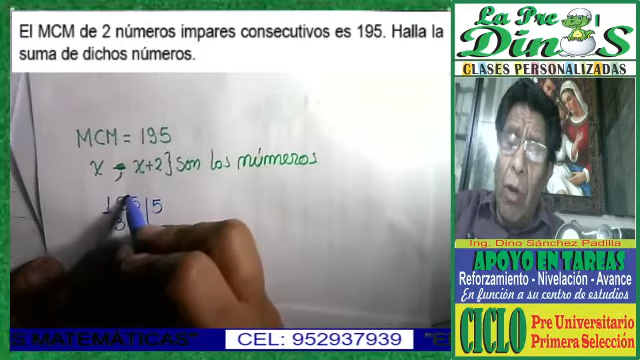 El MCM de 2 números impares consecutivos es 195. Halla la
suma de dichos números.
MCM = 195
x ; x+2} son los números
195 | 5
3
La Pre
DinoS
CLASES PERSONALIZADAS
Ing. Dino Sánchez Padilla
APOYO EN TAREAS
Reforzamiento - Nivelación - Avance
En función a su centro de estudios
CICLO
Pre Universitario
Primera Selección
S MATEMÁTICAS"
CEL: 952937939
"E